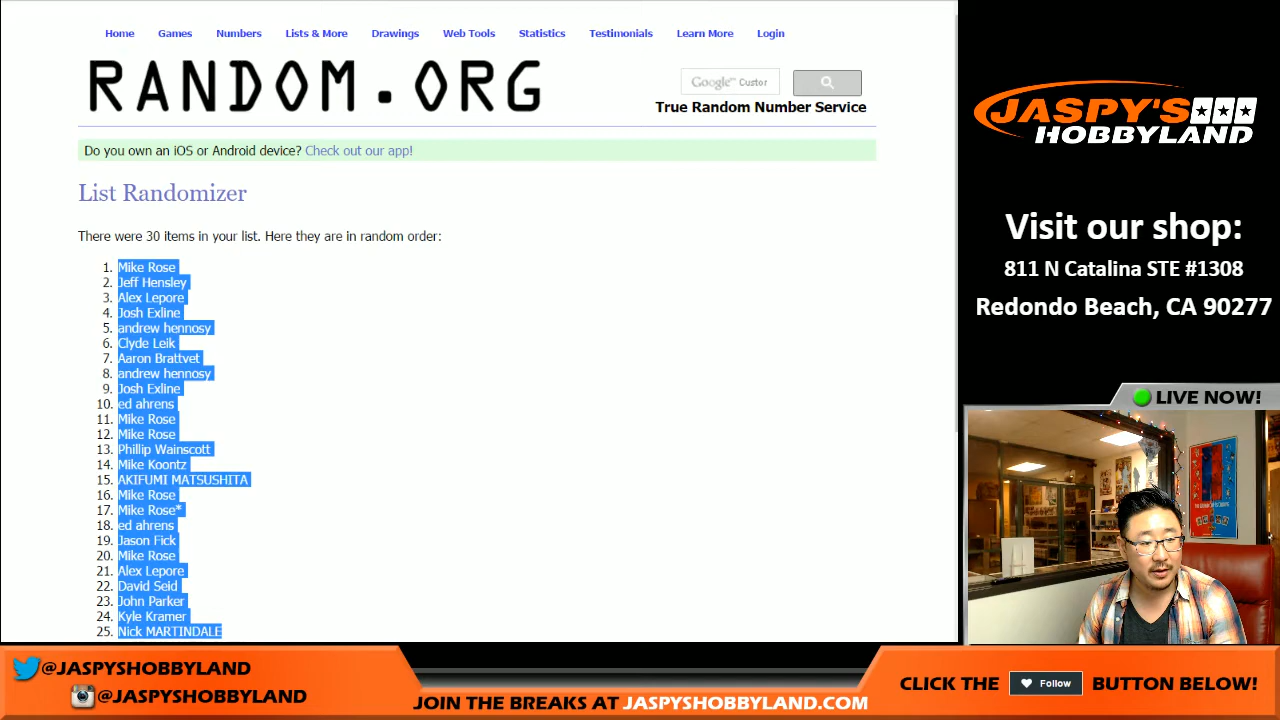 Home Games Numbers Lists & More Drawings Web Tools Statistics Testimonials Learn More Login
RANDOM.ORG
Google™ Custor
True Random Number Service
Do you own an iOS or Android device? Check out our app!
List Randomizer
There were 30 items in your list. Here they are in random order:
1. Mike Rose
2. Jeff Hensley
3. Alex Lepore
4. Josh Exline
5. andrew hennosy
6. Clyde Leik
7. Aaron Brattvet
8. andrew hennosy
9. Josh Exline
10. ed ahrens
11. Mike Rose
12. Mike Rose
13. Phillip Wainscott
14. Mike Koontz
15. AKIFUMI MATSUSHITA
16. Mike Rose
17. Mike Rose*
18. ed ahrens
19. Jason Fick
20. Mike Rose
21. Alex Lepore
22. David Seid
23. John Parker
24. Kyle Kramer
25. Nick MARTINDALE
JASPY'S
HOBBYLAND
Visit our shop:
811 N Catalina STE #1308
Redondo Beach, CA 90277
LIVE NOW!
@JASPYSHOBBYLAND
@JASPYSHOBBYLAND
JOIN THE BREAKS AT JASPYSHOBBYLAND.COM
CLICK THE Follow BUTTON BELOW!